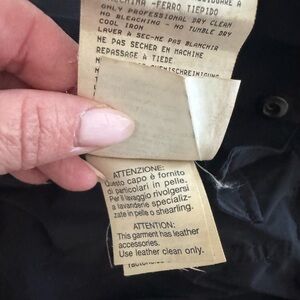 FERRO TIEPIDO
ONLY PROFESSIONAL DRY CLEAN
NO BLEACHING - NO TUMBLE DRY
COOL IRON
LAVER A SEC-NE PAS BLANCHIR
NE PAS SECHER EN MACHINE
REPASSAGE A TIEDE
ATTENZIONE:
Questo capo è fornito
di particolari in pelle.
Per il lavaggio rivolgersi
a lavanderie specializ-
zate in pelle o shearling.
ATTENTION:
This garment has leather
accessories.
Use leather clean only.